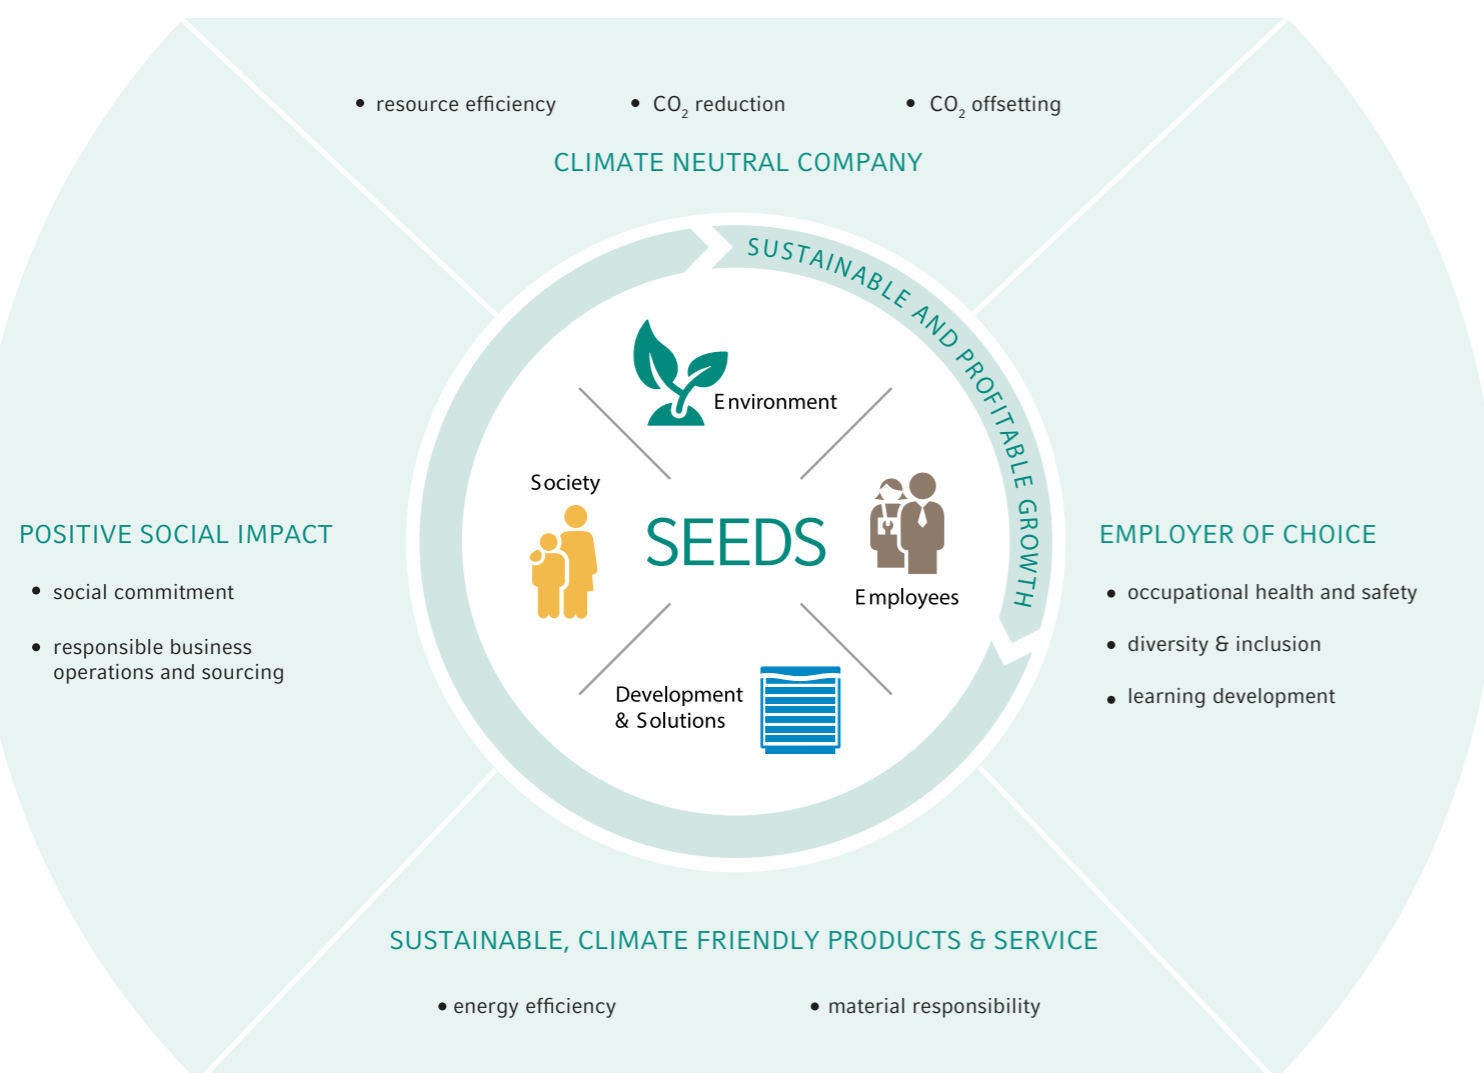 • resource efficiency
• CO₂ reduction
• CO₂ offsetting
CLIMATE NEUTRAL COMPANY
SUSTAINABLE AND PROFITABLE GROWTH
Environment
Society
SEEDS
Employees
Development
& Solutions
POSITIVE SOCIAL IMPACT
• social commitment
• responsible business
operations and sourcing
EMPLOYER OF CHOICE
• occupational health and safety
• diversity & inclusion
• learning development
SUSTAINABLE, CLIMATE FRIENDLY PRODUCTS & SERVICE
• energy efficiency
• material responsibility